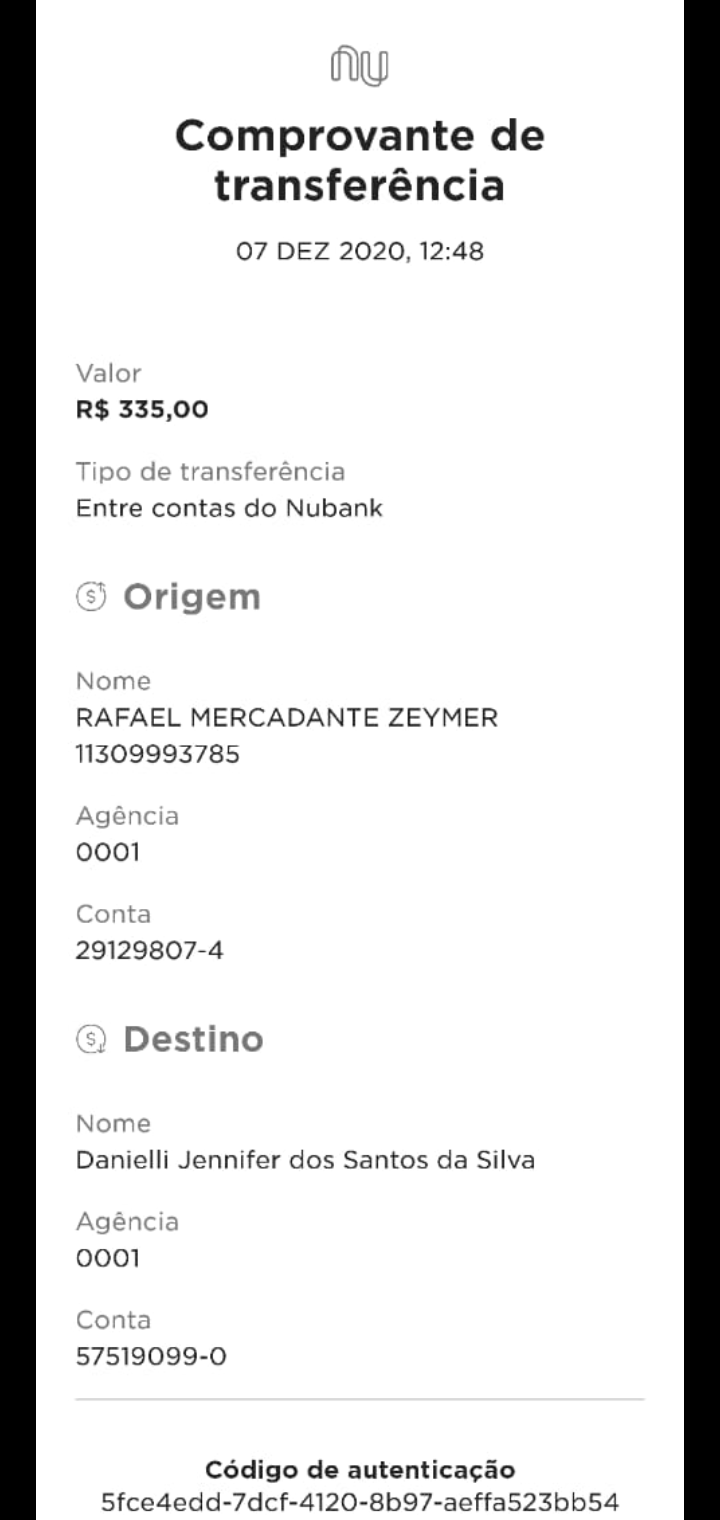 nu
Comprovante de
transferência
07 DEZ 2020, 12:48
Valor
R$ 335,00
Tipo de transferência
Entre contas do Nubank
Origem
Nome
RAFAEL MERCADANTE ZEYMER
11309993785
Agência
0001
Conta
29129807-4
Destino
Nome
Danielli Jennifer dos Santos da Silva
Agência
0001
Conta
57519099-0
Código de autenticação
5fce4edd-7dcf-4120-8b97-aeffa523bb54